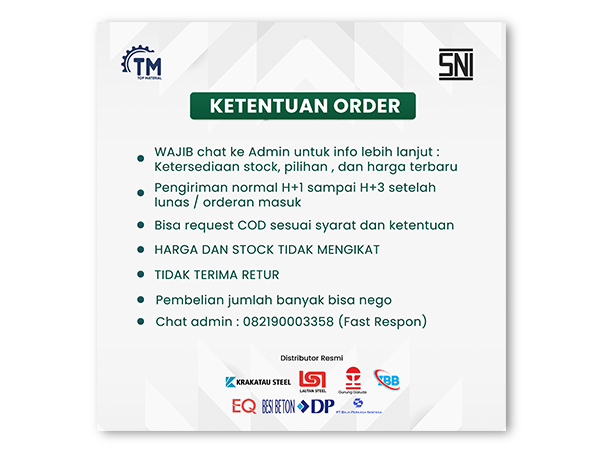 TM
TOP MATERIAL
SNI
KETENTUAN ORDER
WAJIB chat ke Admin untuk info lebih lanjut :
Ketersediaan stock, pilihan , dan harga terbaru
Pengiriman normal H+1 sampai H+3 setelah
lunas / orderan masuk
Bisa request COD sesuai syarat dan ketentuan
HARGA DAN STOCK TIDAK MENGIKAT
TIDAK TERIMA RETUR
Pembelian jumlah banyak bisa nego
Chat admin : 082190003358 (Fast Respon)
Distributor Resmi
KRAKATAU STEEL
LAUTAN STEEL
Gunung Garuda
IBB
EQ
BESI BETON
DP